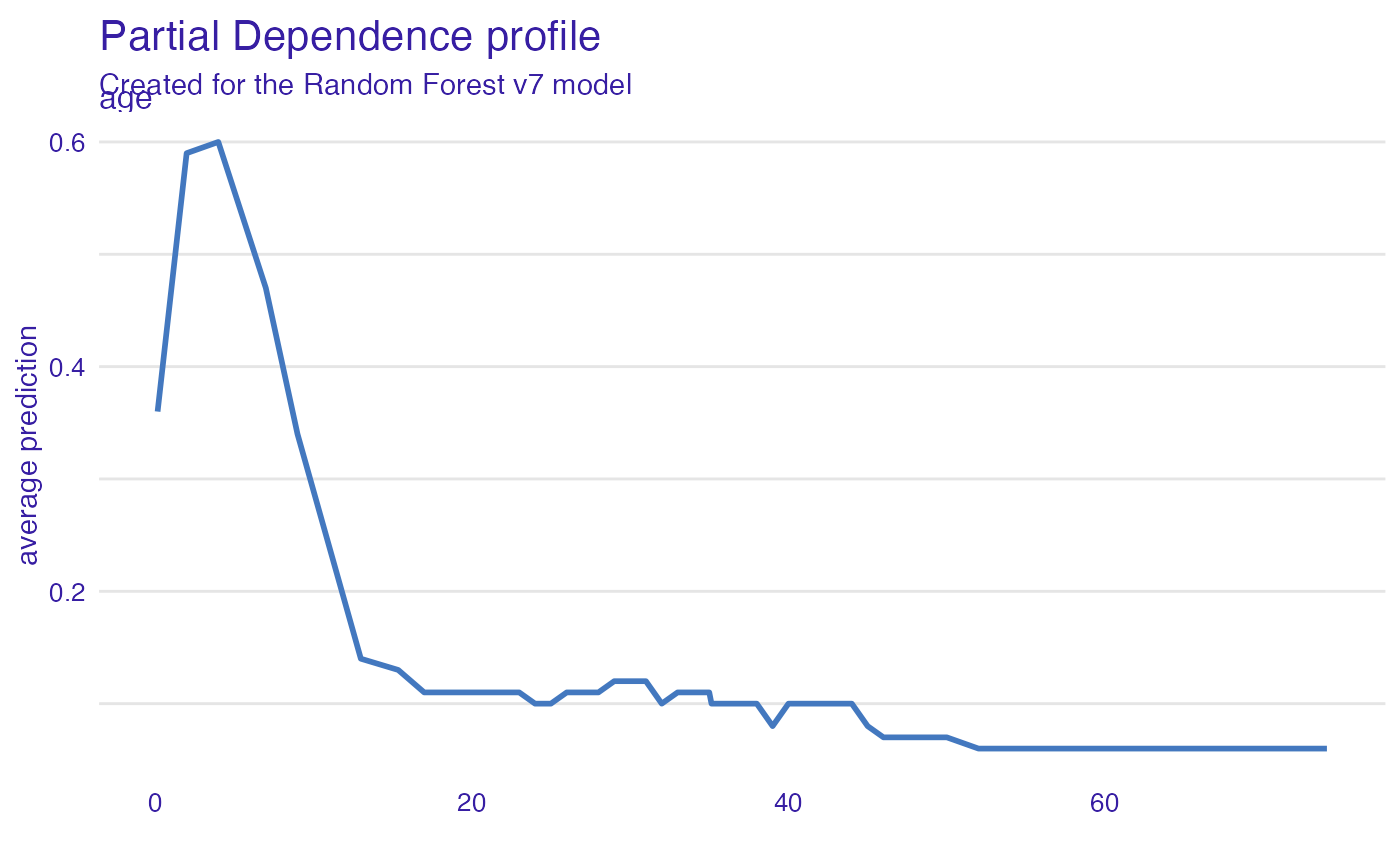 Partial Dependence profile
Created for the Random Forest v7 model
age
0.6
0.4
0.2
average prediction
0 20 40 60